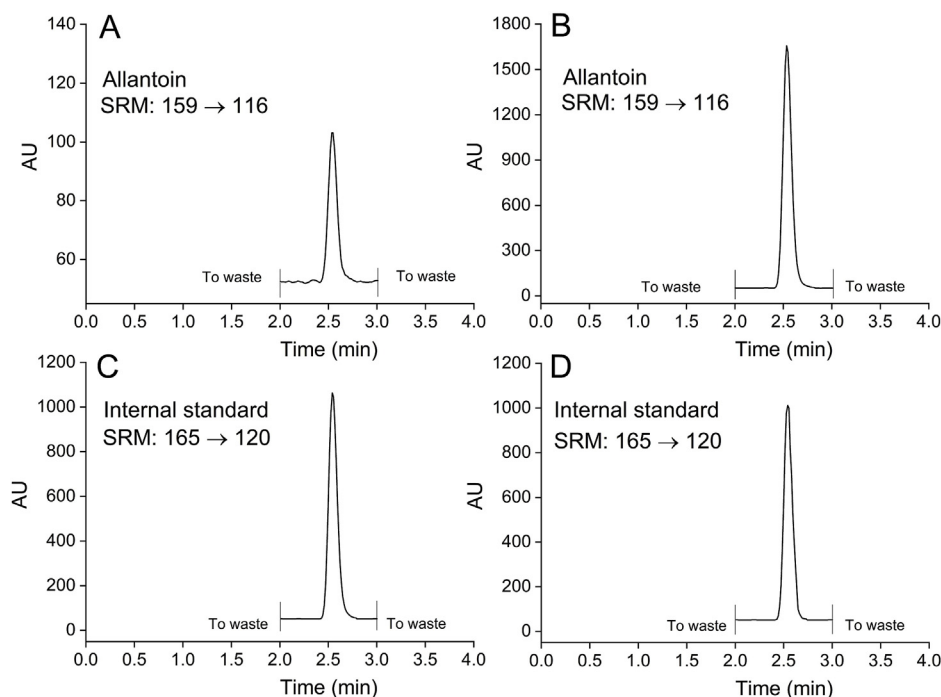 A
Allantoin
SRM: 159 → 116
AU
140
120
100
80
60
To waste
To waste
0.0 0.5 1.0 1.5 2.0 2.5 3.0 3.5 4.0
Time (min)
B
Allantoin
SRM: 159 → 116
AU
1800
1500
1200
900
600
300
0
To waste
To waste
0.0 0.5 1.0 1.5 2.0 2.5 3.0 3.5 4.0
Time (min)
C
Internal standard
SRM: 165 → 120
AU
1200
1000
800
600
400
200
0
To waste
To waste
0.0 0.5 1.0 1.5 2.0 2.5 3.0 3.5 4.0
Time (min)
D
Internal standard
SRM: 165 → 120
AU
1200
1000
800
600
400
200
0
To waste
To waste
0.0 0.5 1.0 1.5 2.0 2.5 3.0 3.5 4.0
Time (min)